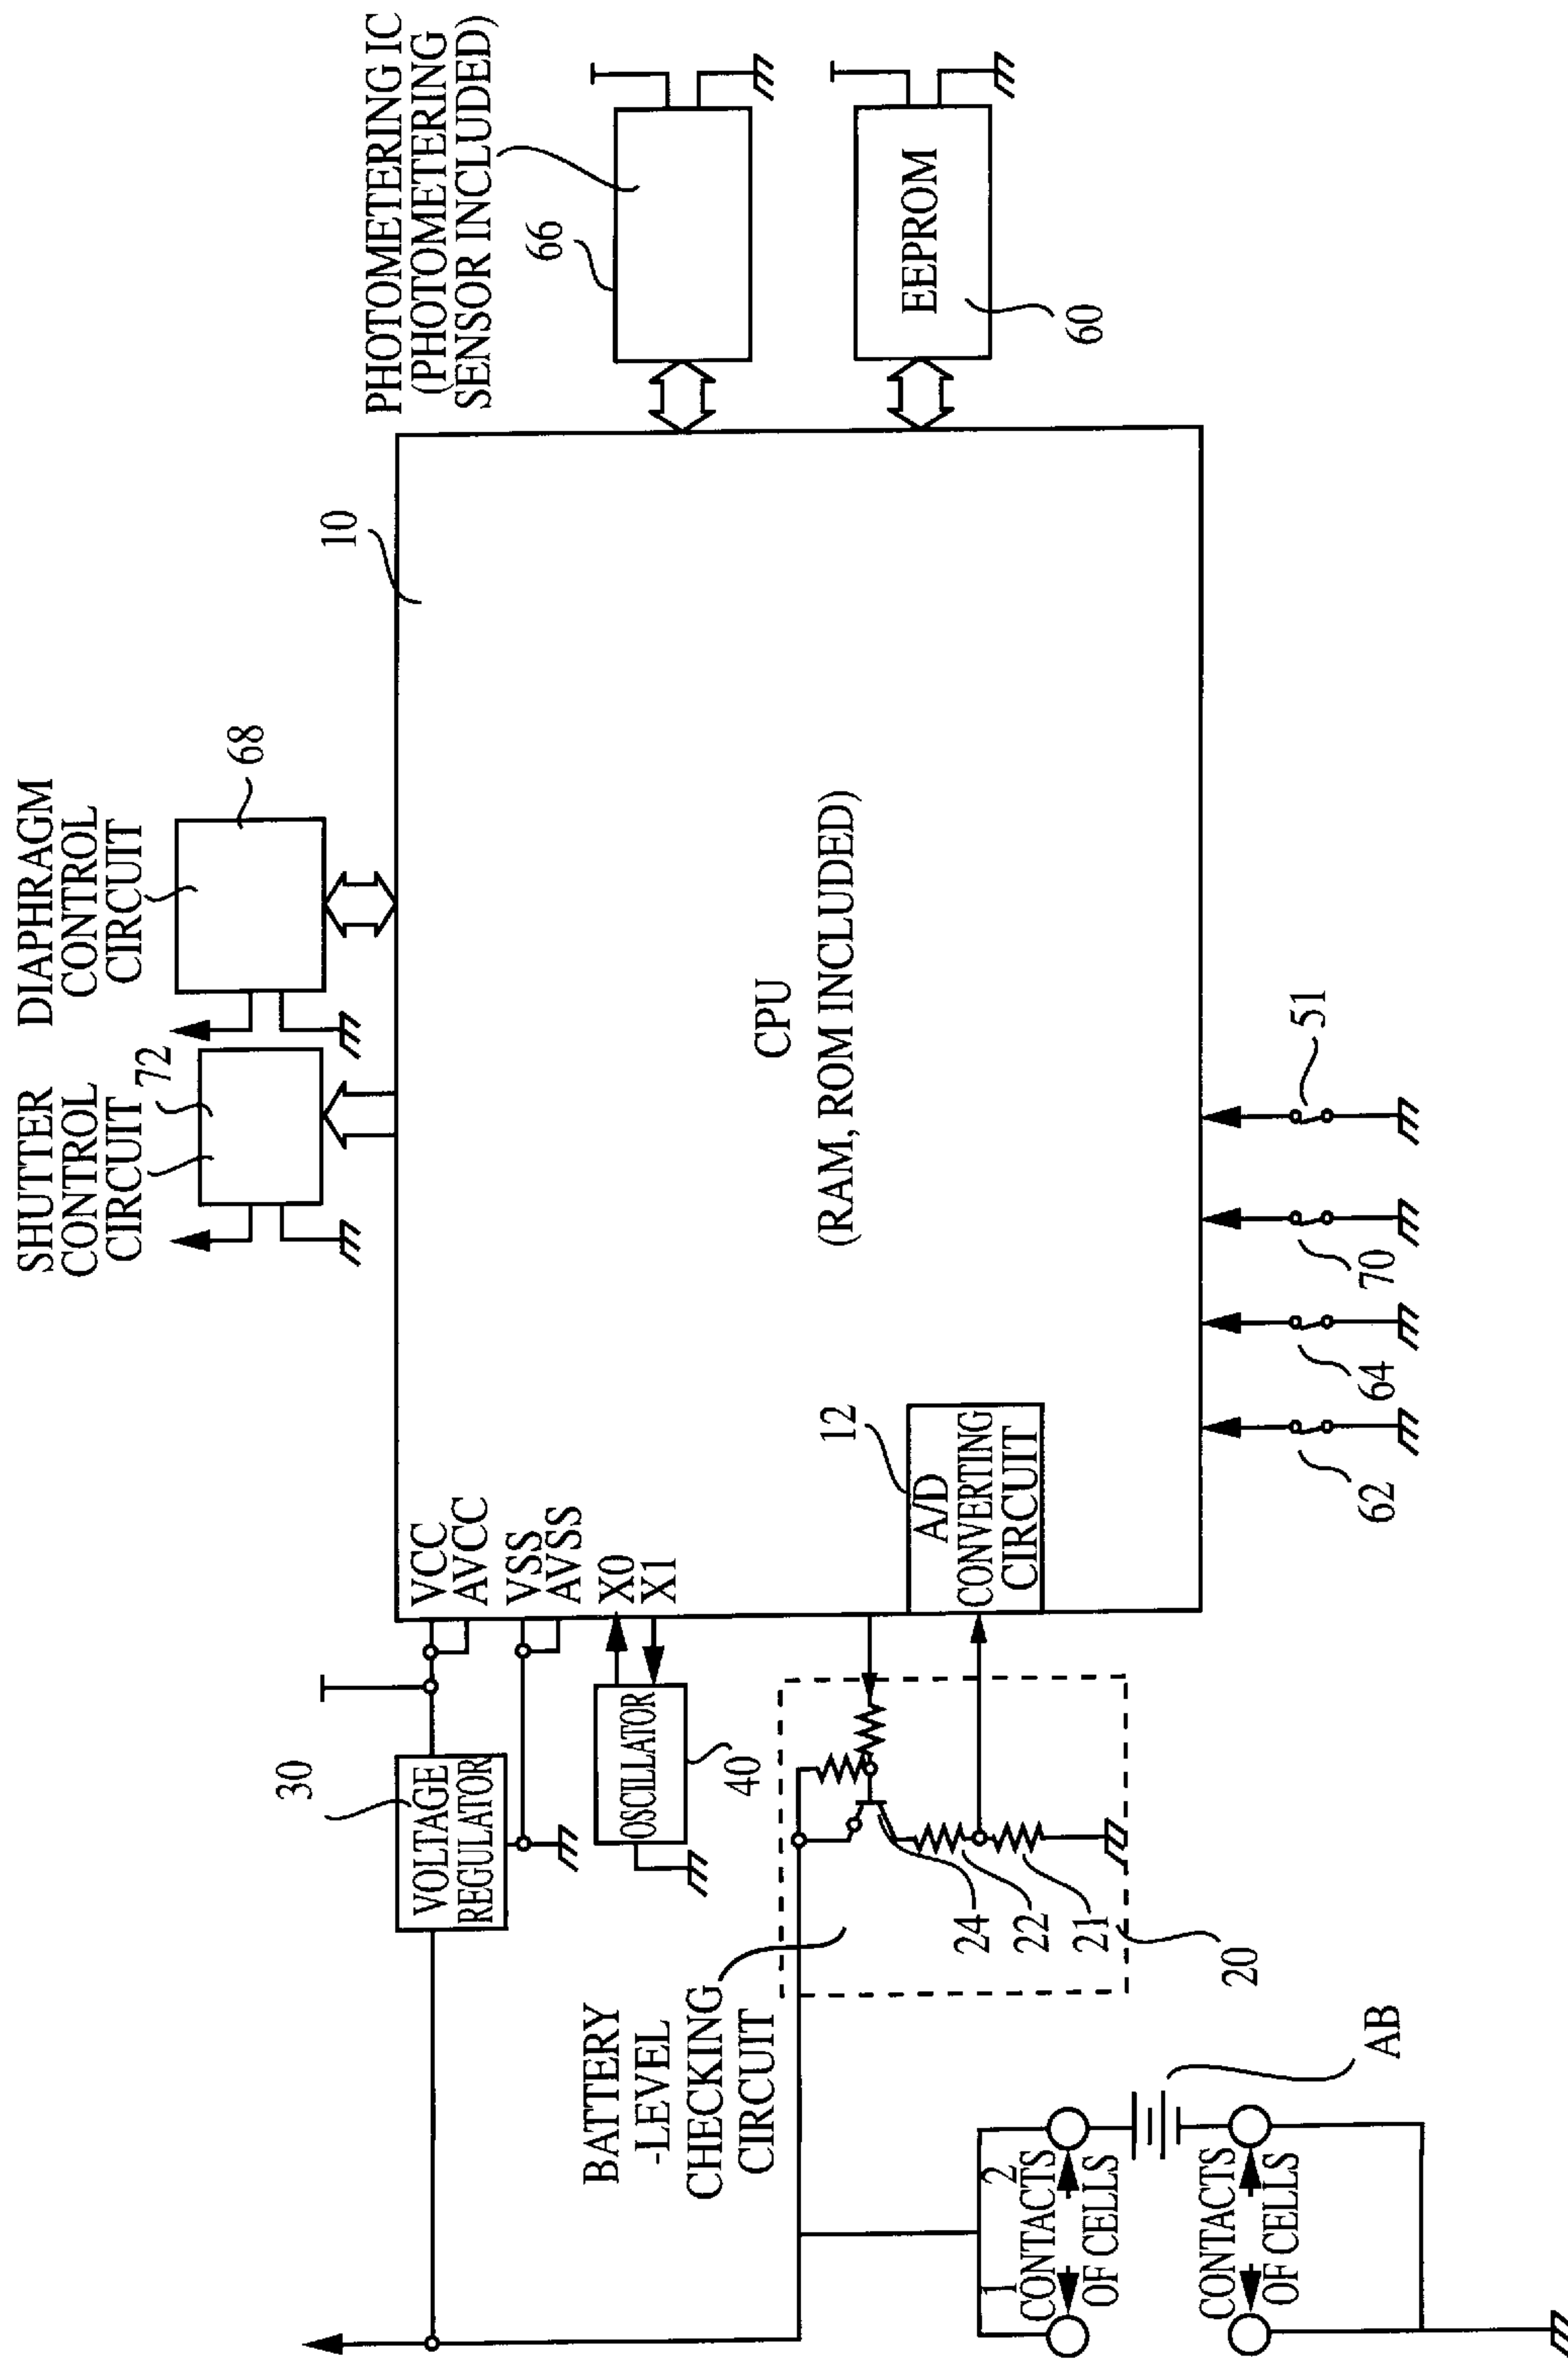 SHUTTER
CONTROL
CIRCUIT
72
DIAPHRAGM
CONTROL
CIRCUIT
68
10
PHOTOMETERING IC
(PHOTOMETERING
SENSOR INCLUDED)
66
30
VOLTAGE
REGULATOR
VCC
AVCC
VSS
AVSS
X0
X1
OSCILLATOR
40
CPU
(RAM, ROM INCLUDED)
EEPROM
60
BATTERY
-LEVEL
CHECKING
CIRCUIT
24
22
21
20
12
A/D
CONVERTING
CIRCUIT
1
2
CONTACTS
OF CELLS
CONTACTS
OF CELLS
AB
62
64
70
51